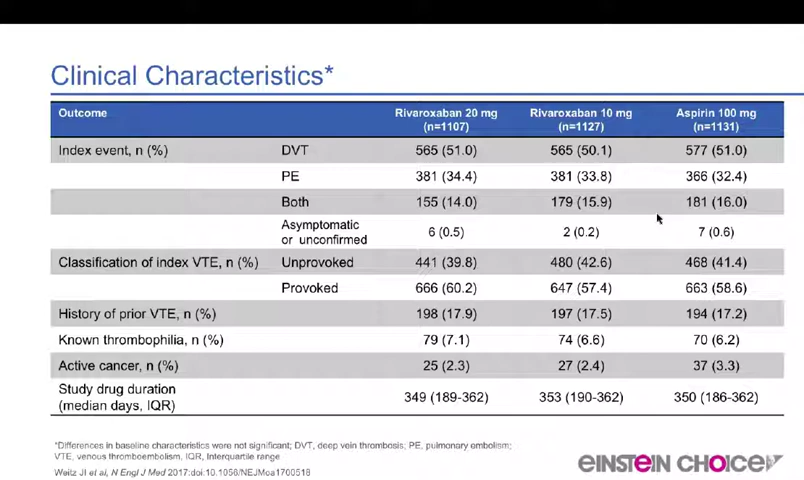 Clinical Characteristics*
Outcome Rivaroxaban 20 mg (n=1107) Rivaroxaban 10 mg (n=1127) Aspirin 100 mg (n=1131)
Index event, n (%) DVT 565 (51.0) 565 (50.1) 577 (51.0)
PE 381 (34.4) 381 (33.8) 366 (32.4)
Both 155 (14.0) 179 (15.9) 181 (16.0)
Asymptomatic or unconfirmed 6 (0.5) 2 (0.2) 7 (0.6)
Classification of index VTE, n (%) Unprovoked 441 (39.8) 480 (42.6) 468 (41.4)
Provoked 666 (60.2) 647 (57.4) 663 (58.6)
History of prior VTE, n (%) 198 (17.9) 197 (17.5) 194 (17.2)
Known thrombophilia, n (%) 79 (7.1) 74 (6.6) 70 (6.2)
Active cancer, n (%) 25 (2.3) 27 (2.4) 37 (3.3)
Study drug duration (median days, IQR) 349 (189-362) 353 (190-362) 350 (186-362)
*Differences in baseline characteristics were not significant; DVT, deep vein thrombosis; PE, pulmonary embolism;
VTE, venous thromboembolism, IQR, Interquartile range
Weitz JI et al, N Engl J Med 2017:doi:10.1056/NEJMoa1700518
EINSTEIN CHOICE